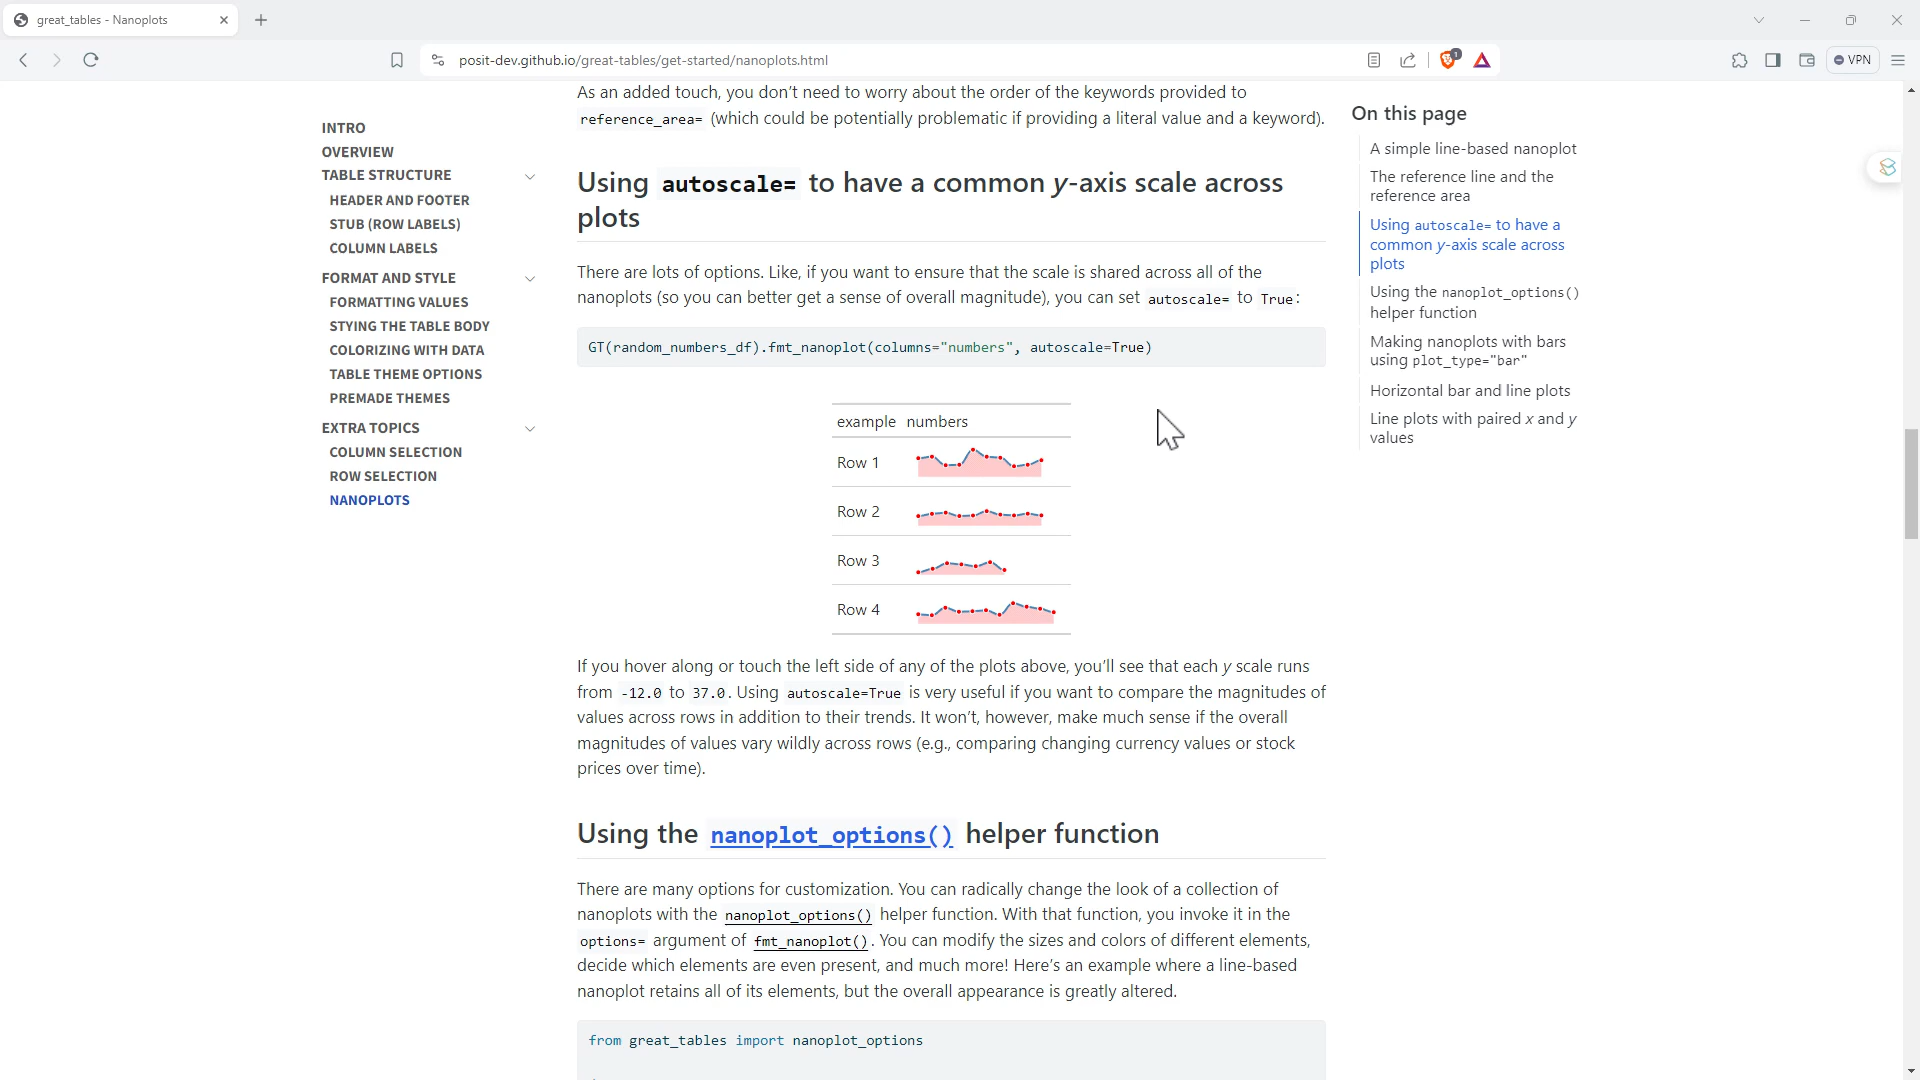 great_tables - Nanoplots
posit-dev.github.io/great-tables/get-started/nanoplots.html
1
VPN
INTRO
OVERVIEW
TABLE STRUCTURE
HEADER AND FOOTER
STUB (ROW LABELS)
COLUMN LABELS
FORMAT AND STYLE
FORMATTING VALUES
STYING THE TABLE BODY
COLORIZING WITH DATA
TABLE THEME OPTIONS
PREMADE THEMES
EXTRA TOPICS
COLUMN SELECTION
ROW SELECTION
NANOPLOTS
As an added touch, you don't need to worry about the order of the keywords provided to
reference_area= (which could be potentially problematic if providing a literal value and a keyword).
Using autoscale= to have a common y-axis scale across
plots
There are lots of options. Like, if you want to ensure that the scale is shared across all of the
nanoplots (so you can better get a sense of overall magnitude), you can set autoscale= to True:
GT(random_numbers_df).fmt_nanoplot(columns="numbers", autoscale=True)
example numbers
Row 1
Row 2
Row 3
Row 4
If you hover along or touch the left side of any of the plots above, you'll see that each y scale runs
from -12.0 to 37.0. Using autoscale=True is very useful if you want to compare the magnitudes of
values across rows in addition to their trends. It won't, however, make much sense if the overall
magnitudes of values vary wildly across rows (e.g., comparing changing currency values or stock
prices over time).
Using the nanoplot_options() helper function
There are many options for customization. You can radically change the look of a collection of
nanoplots with the nanoplot_options() helper function. With that function, you invoke it in the
options= argument of fmt_nanoplot(). You can modify the sizes and colors of different elements,
decide which elements are even present, and much more! Here's an example where a line-based
nanoplot retains all of its elements, but the overall appearance is greatly altered.
from great_tables import nanoplot_options
On this page
A simple line-based nanoplot
The reference line and the
reference area
Using autoscale= to have a
common y-axis scale across
plots
Using the nanoplot_options()
helper function
Making nanoplots with bars
using plot_type="bar"
Horizontal bar and line plots
Line plots with paired x and y
values